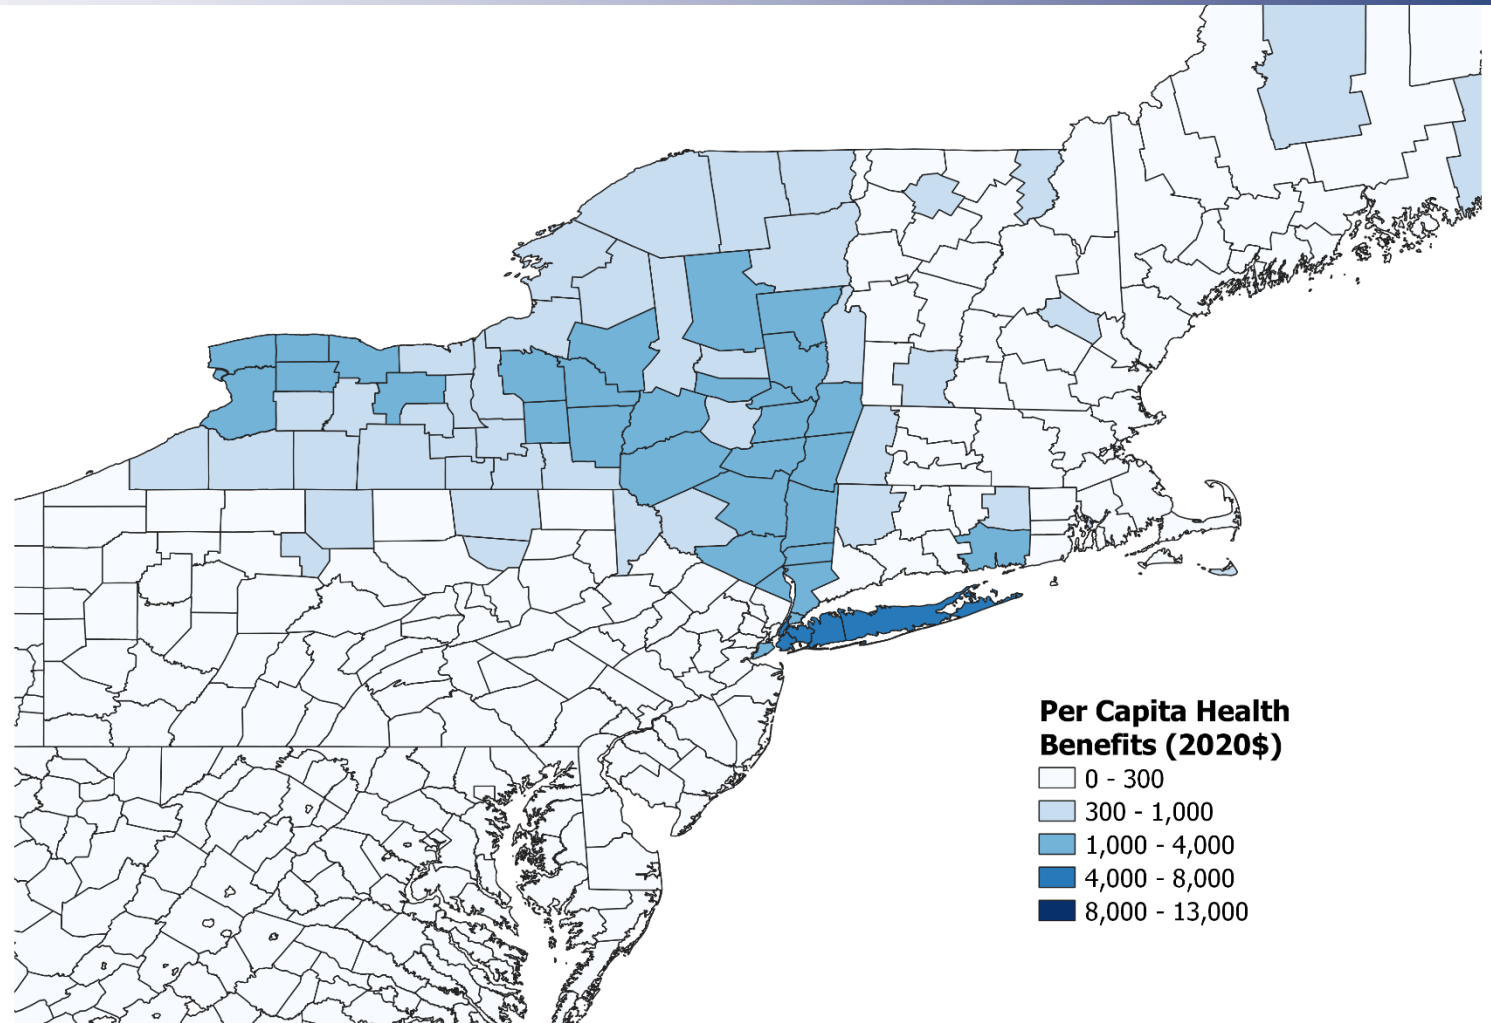 Per Capita Health
Benefits (2020$)
0 - 300
300 - 1,000
1,000 - 4,000
4,000 - 8,000
8,000 - 13,000